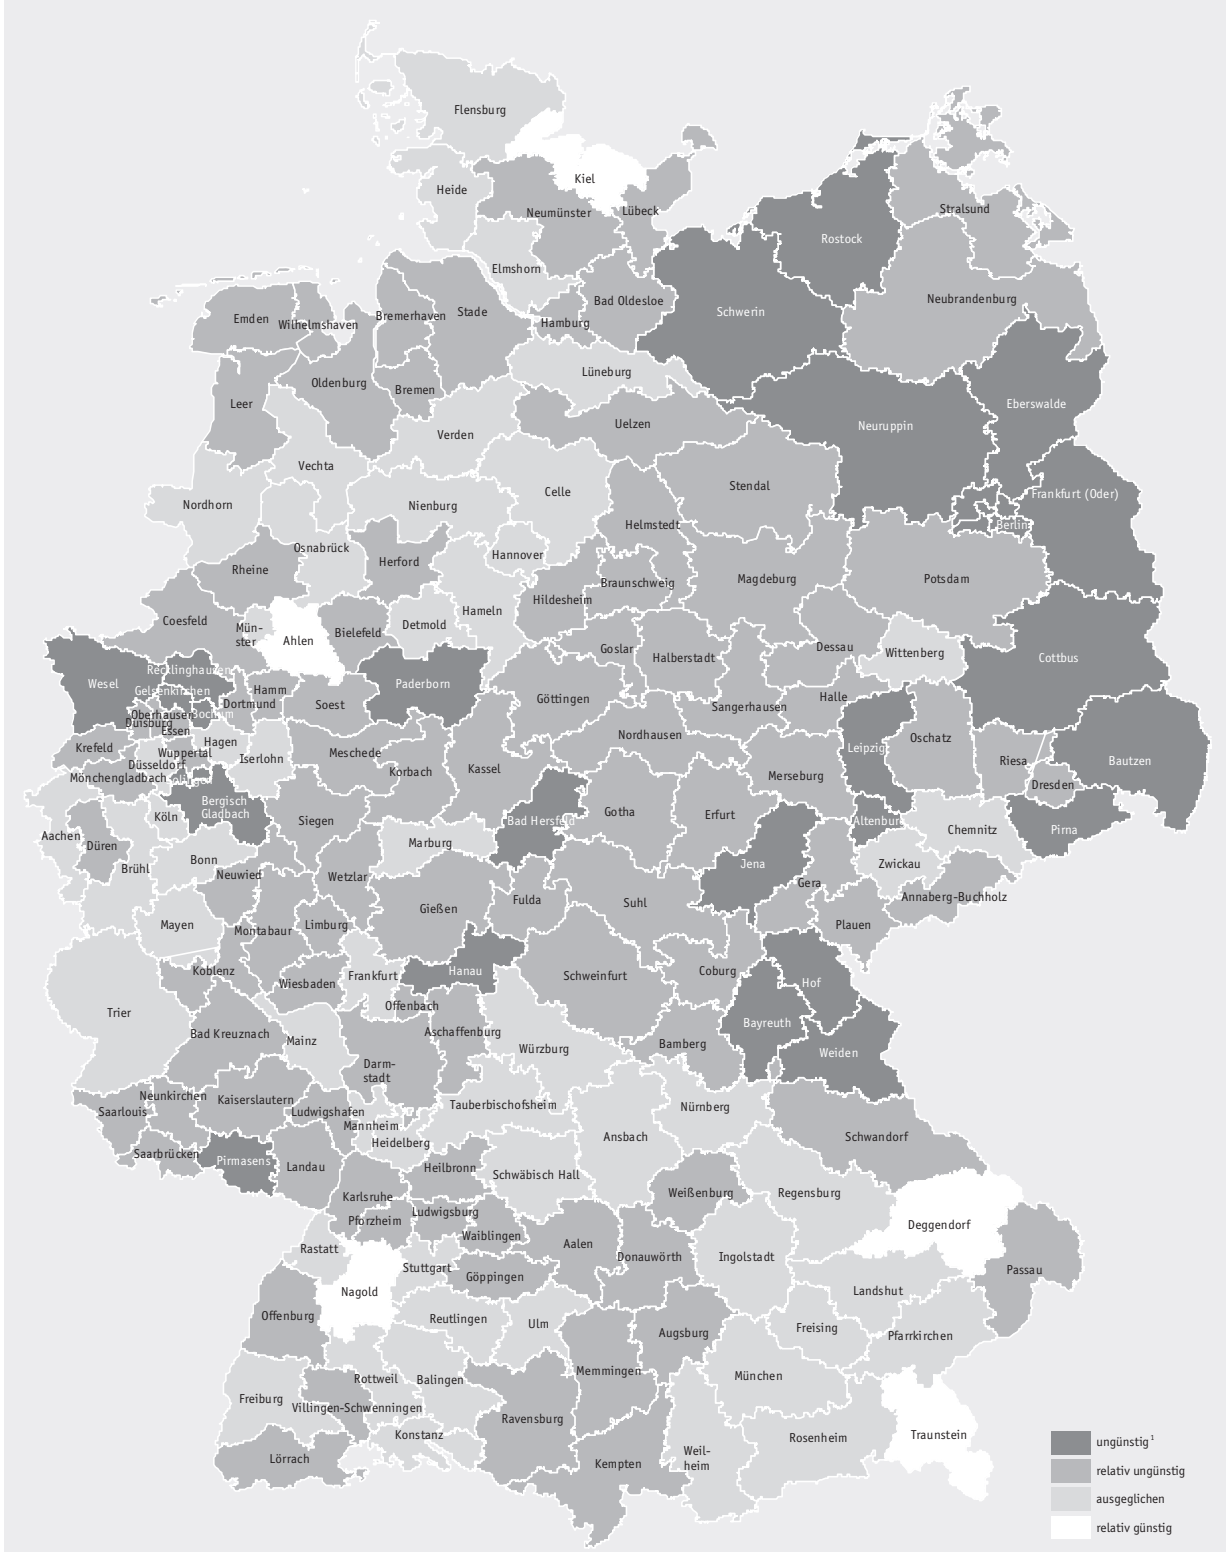 Flensburg
Kiel
Heide
Neumünster
Lübeck
Stralsund
Rostock
Elmshorn
Neubrandenburg
Bad Oldesloe
Schwerin
Emden
Wilhelmshaven
Bremerhaven
Stade
Hamburg
Lüneburg
Oldenburg
Bremen
Leer
Eberswalde
Uelzen
Neuruppin
Verden
Vechta
Stendal
Celle
Frankfurt (Oder)
Nordhorn
Nienburg
Helmstedt
Berlin
Osnabrück
Hannover
Herford
Rheine
Braunschweig
Magdeburg
Potsdam
Hildesheim
Hameln
Coesfeld
Mün-
ster
Ahlen
Bielefeld
Detmold
Goslar
Halberstadt
Dessau
Wittenberg
Cottbus
Recklinghausen
Wesel
Gelsenkirchen
Paderborn
Hamm
Dortmund
Soest
Göttingen
Halle
Sangerhausen
Oberhausen
Bochum
Duisburg
Essen
Nordhausen
Leipzig
Oschatz
Krefeld
Hagen
Wuppertal
Iserlohn
Meschede
Korbach
Kassel
Riesa
Bautzen
Düsseldorf
Mönchengladbach
Solingen
Merseburg
Dresden
Bergisch
Gladbach
Köln
Siegen
Bad Hersfeld
Gotha
Erfurt
Altenburg
Chemnitz
Pirna
Aachen
Düren
Marburg
Bonn
Brühl
Neuwied
Wetzlar
Jena
Zwickau
Gera
Annaberg-Buchholz
Fulda
Suhl
Gießen
Mayen
Montabaur
Limburg
Plauen
Koblenz
Wiesbaden
Frankfurt
Hanau
Schweinfurt
Coburg
Hof
Trier
Offenbach
Bad Kreuznach
Mainz
Aschaffenburg
Würzburg
Bamberg
Bayreuth
Weiden
Darm-
stadt
Neunkirchen
Kaiserslautern
Saarlouis
Ludwigshafen
Tauberbischofsheim
Nürnberg
Mannheim
Heidelberg
Ansbach
Schwandorf
Saarbrücken
Pirmasens
Landau
Heilbronn
Schwäbisch Hall
Karlsruhe
Weißenburg
Regensburg
Pforzheim
Ludwigsburg
Waiblingen
Deggendorf
Rastatt
Aalen
Donauwörth
Ingolstadt
Stuttgart
Göppingen
Passau
Nagold
Landshut
Offenburg
Reutlingen
Ulm
Augsburg
Freising
Pfarrkirchen
Memmingen
München
Rottweil
Balingen
Freiburg
Villingen-Schwenningen
Ravensburg
Konstanz
Traunstein
Rosenheim
Lörrach
Kempten
Weil-
heim
ungünstig¹
relativ ungünstig
ausgeglichen
relativ günstig